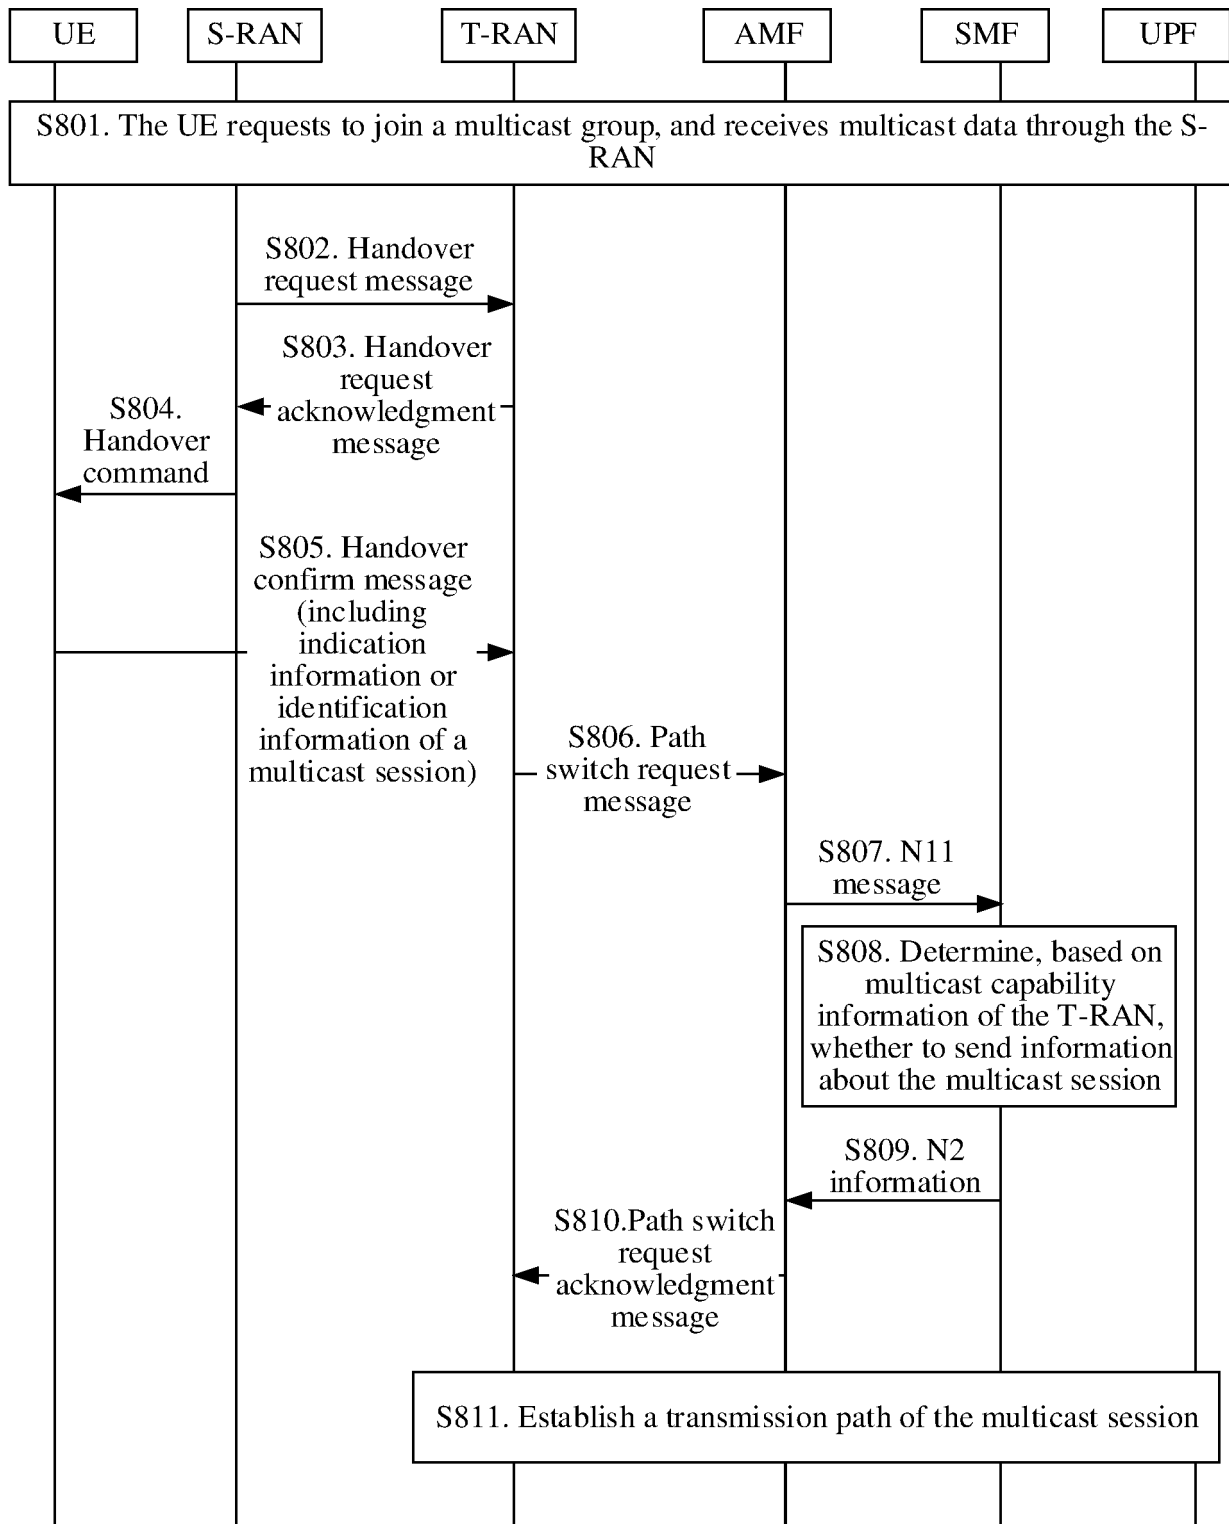 UE
S-RAN
T-RAN
AMF
SMF
UPF
S801. The UE requests to join a multicast group, and receives multicast data through the S-
RAN
S802. Handover
request message
S803. Handover
request
acknowledgment
message
S804.
Handover
command
S805. Handover
confirm message
(including
indication
information or
identification
information of a
multicast session)
S806. Path
switch request
message
S807. N11
message
S808. Determine, based on
multicast capability
information of the T-RAN,
whether to send information
about the multicast session
S809. N2
information
S810.Path switch
request
acknowledgment
message
S811. Establish a transmission path of the multicast session